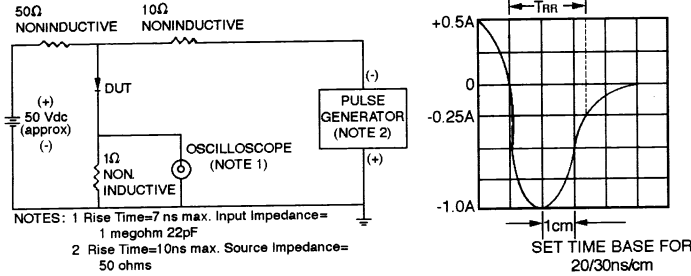 50Ω
NONINDUCTIVE
10Ω
NONINDUCTIVE
DUT
(+)
50 Vdc
(approx)
(-)
1Ω
NON.
INDUCTIVE
OSCILLOSCOPE
(NOTE 1)
(-)
PULSE
GENERATOR
(NOTE 2)
(+)
NOTES: 1 Rise Time=7 ns max. Input Impedance=
1 megohm 22pF
2 Rise Time=10ns max. Source Impedance=
50 ohms
TRR
+0.5A
0
-0.25A
-1.0A
1cm
SET TIME BASE FOR
20/30ns/cm